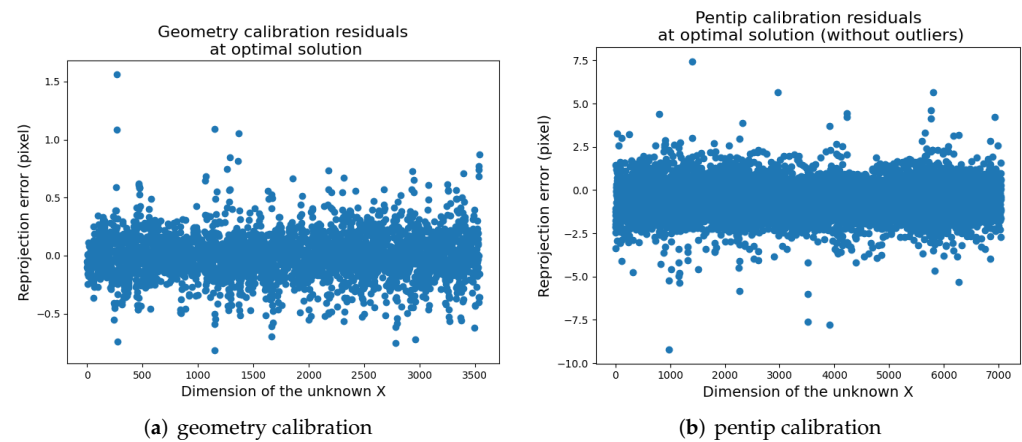 Geometry calibration residuals
at optimal solution
Reprojection error (pixel)
1.5
1.0
0.5
0.0
−0.5
0 500 1000 1500 2000 2500 3000 3500
Dimension of the unknown X
(a) geometry calibration
Pentip calibration residuals
at optimal solution (without outliers)
Reprojection error (pixel)
7.5
5.0
2.5
0.0
−2.5
−5.0
−7.5
−10.0
0 1000 2000 3000 4000 5000 6000 7000
Dimension of the unknown X
(b) pentip calibration